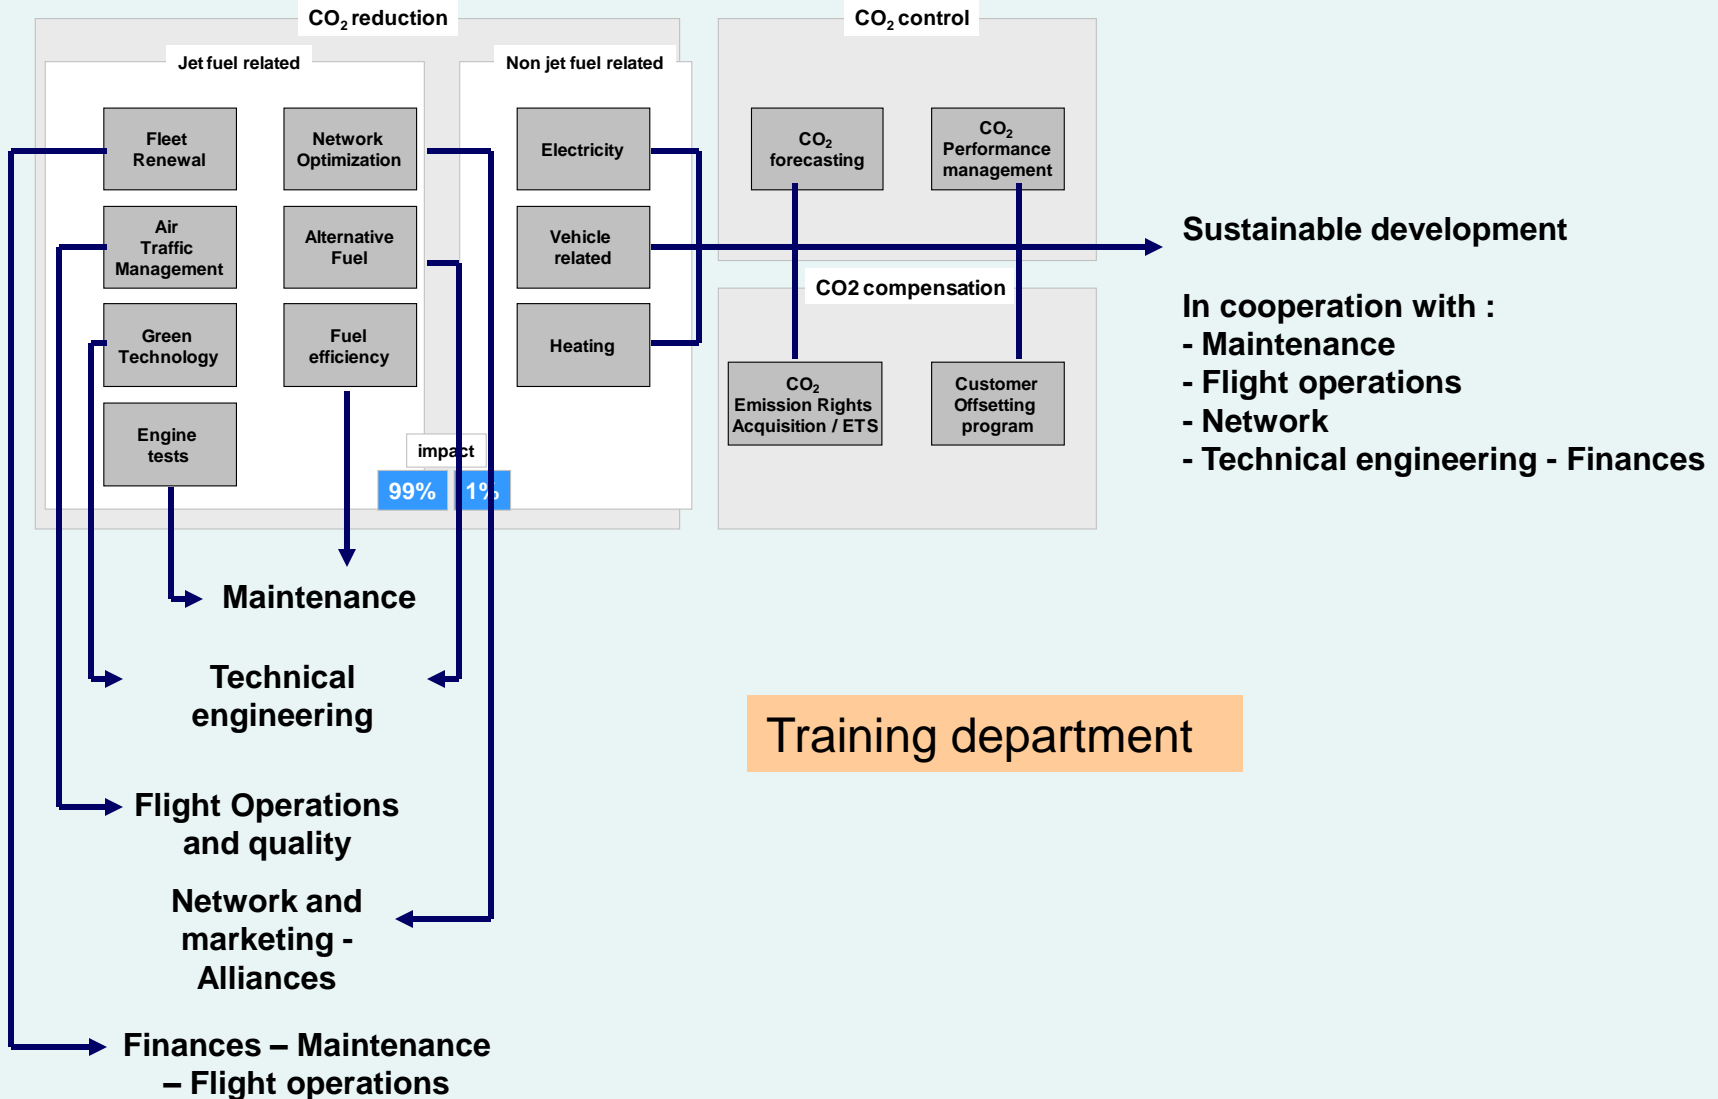 CO₂ reduction
CO₂ control
Jet fuel related
Non jet fuel related
Fleet
Renewal
Network
Optimization
Electricity
CO₂
forecasting
CO₂
Performance
management
Air
Traffic
Management
Alternative
Fuel
Vehicle
related
Sustainable development
CO2 compensation
In cooperation with :
- Maintenance
- Flight operations
- Network
- Technical engineering - Finances
Green
Technology
Fuel
efficiency
Heating
CO₂
Emission Rights
Acquisition / ETS
Customer
Offsetting
program
Engine
tests
impact
99%
1%
Maintenance
Technical
engineering
Training department
Flight Operations
and quality
Network and
marketing -
Alliances
Finances – Maintenance
– Flight operations